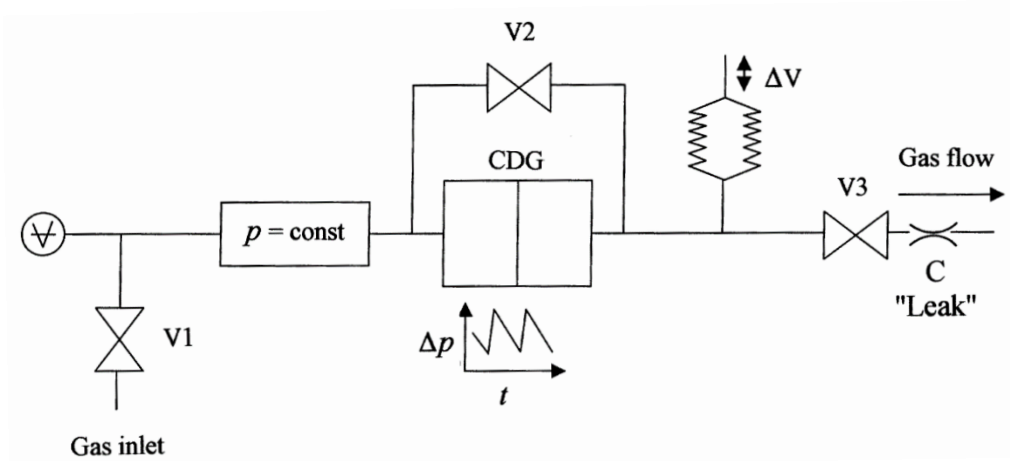 V2
ΔV
CDG
Gas flow
V3
p = const
C
"Leak"
V1
Δp
t
Gas inlet